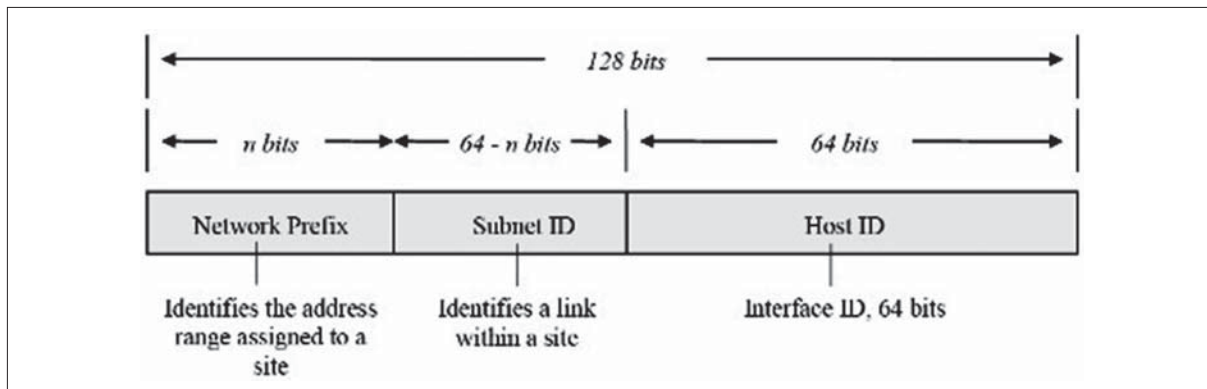 128 bits
n bits 64 - n bits 64 bits
Network Prefix Subnet ID Host ID
Identifies the address Identifies a link Interface ID, 64 bits
range assigned to a within a site
site